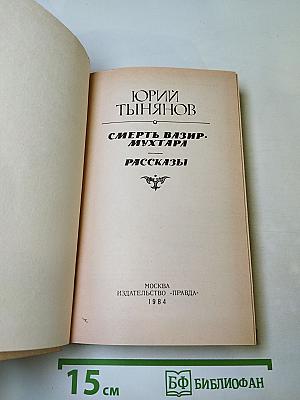 ЮРИЙ
ТЫНЯНОВ
СМЕРТЬ ВАЗИР-
МУХТАРА
РАССКАЗЫ
МОСКВА
ИЗДАТЕЛЬСТВО «ПРАВДА»
1984
15 СМ
БФ БИБЛИОФАН